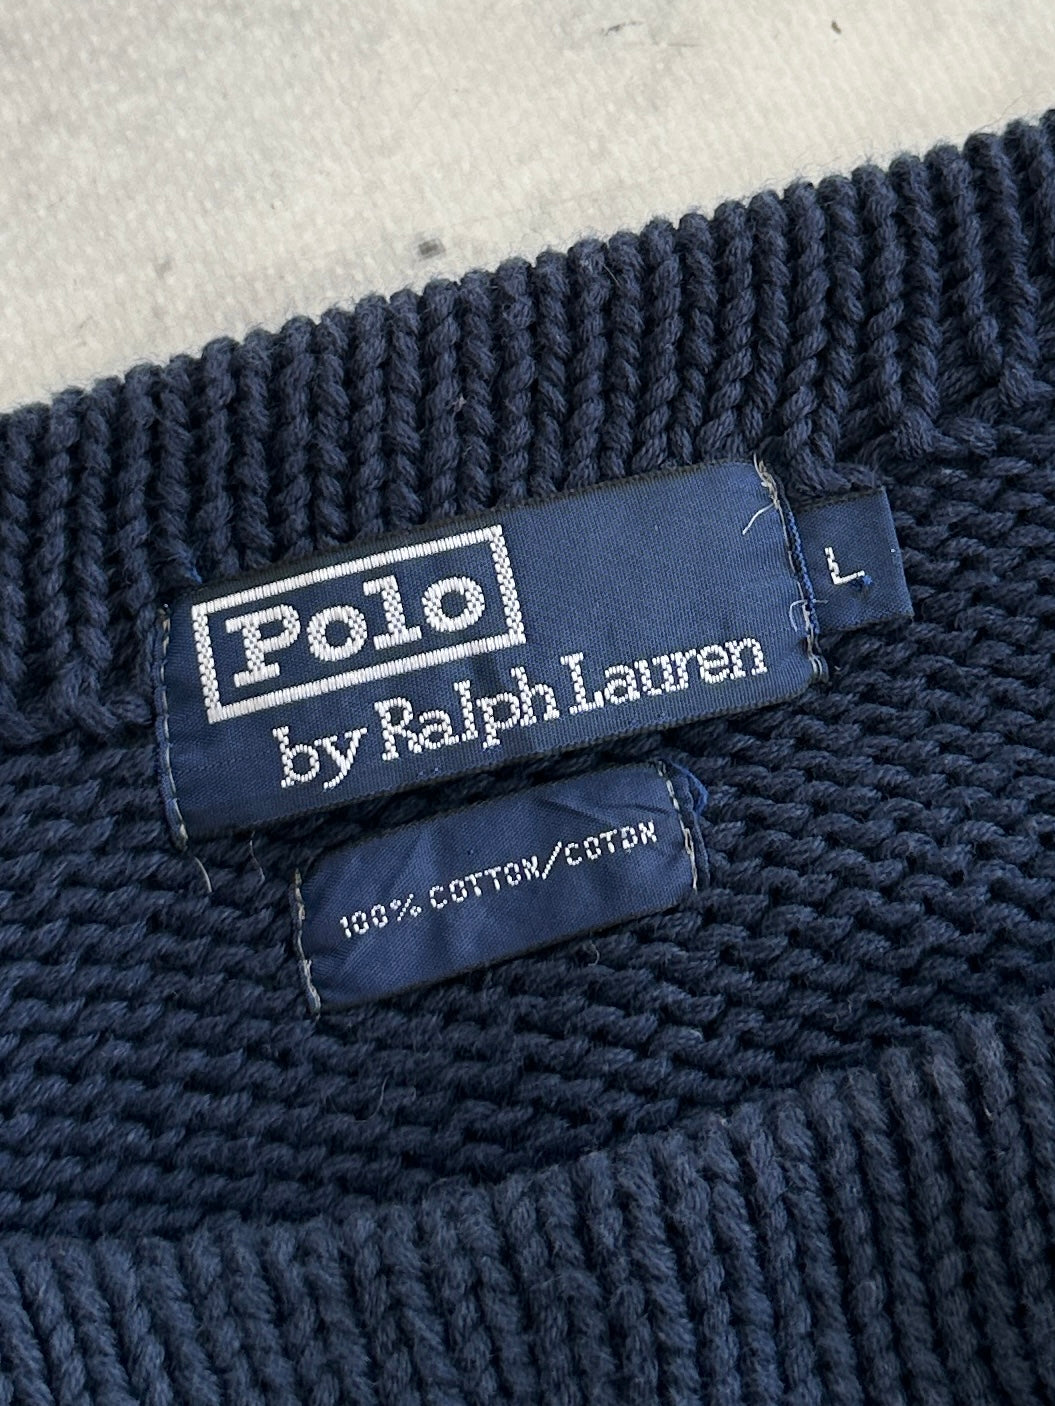 Polo
by Ralph Lauren
L
100% COTTON/COTON